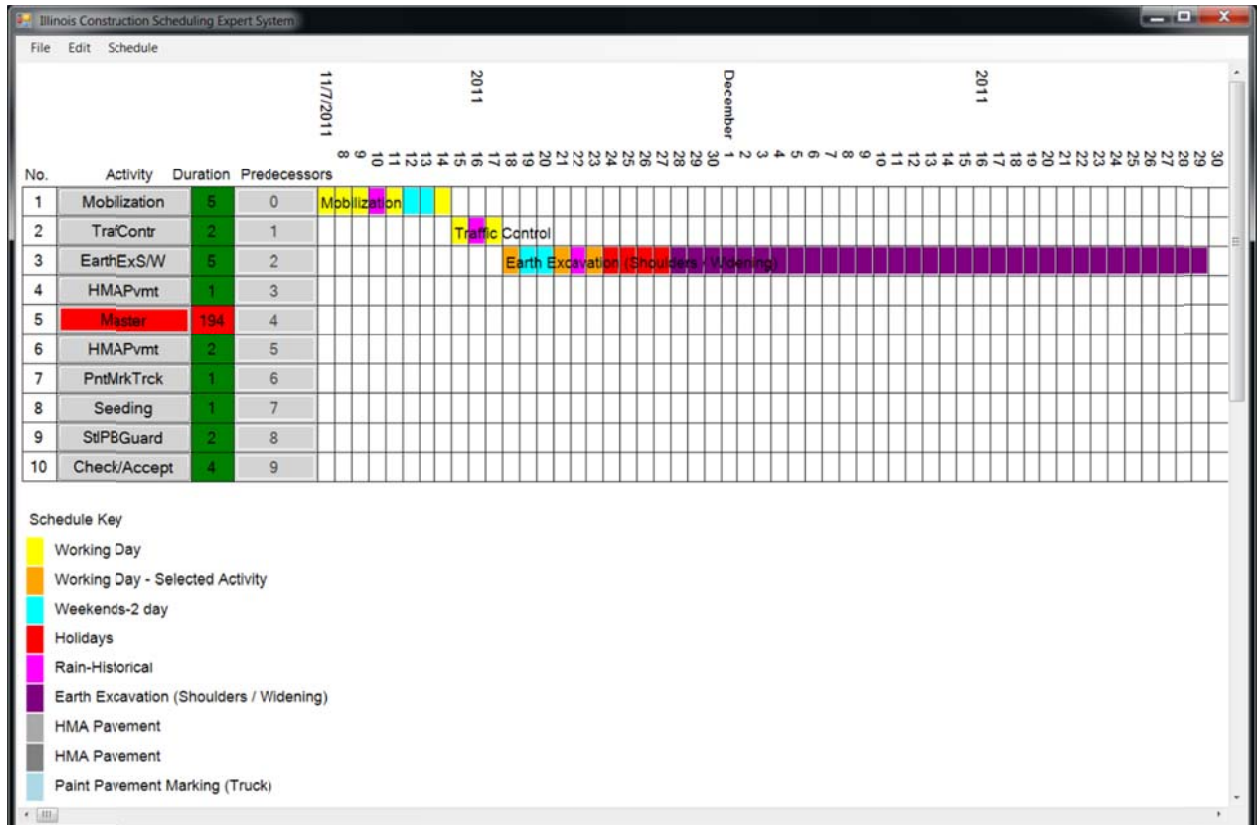 Illinois Construction Scheduling Expert System
File Edit Schedule
11/7/2011 2011 December 2011
8 9 10 11 12 13 14 15 16 17 18 19 20 21 22 23 24 25 26 27 28 29 30 1 2 3 4 5 6 7 8 9 10 11 12 13 14 15 16 17 18 19 20 21 22 23 24 25 26 27 28 29 30
No. Activity Duration Predecessors
1 Mobilization 5 0 Mobilization
2 TrafContr 2 1 Traffic Control
3 EarthExS/W 5 2 Earth Excavation (Shoulders - Widening)
4 HMAPvmt 1 3
5 Master 194 4
6 HMAPvmt 2 5
7 PntMrkTrck 1 6
8 Seeding 1 7
9 StlPBGuard 2 8
10 Check/Accept 4 9
Schedule Key
Working Day
Working Day - Selected Activity
Weekends-2 day
Holidays
Rain-Historical
Earth Excavation (Shoulders / Widening)
HMA Pavement
HMA Pavement
Paint Pavement Marking (Truck)